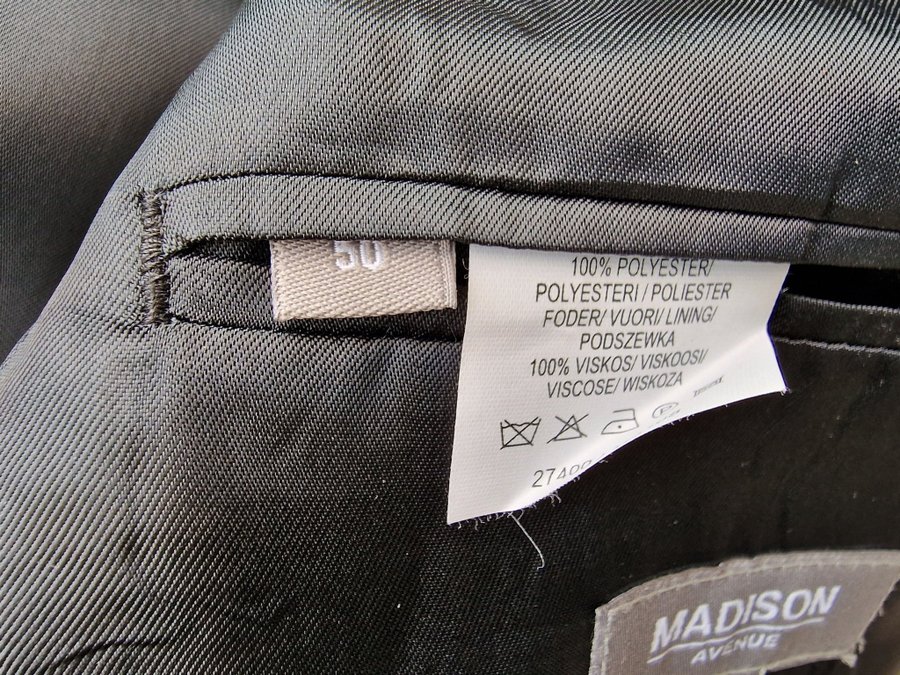 50
100% POLYESTER/
POLYESTERI / POLIESTER
FODER/ VUORI/ LINING/
PODSZEWKA
100% VISKOS/ VISKOOSI/
VISCOSE/ WISKOZA
P
MADISON
AVENUE